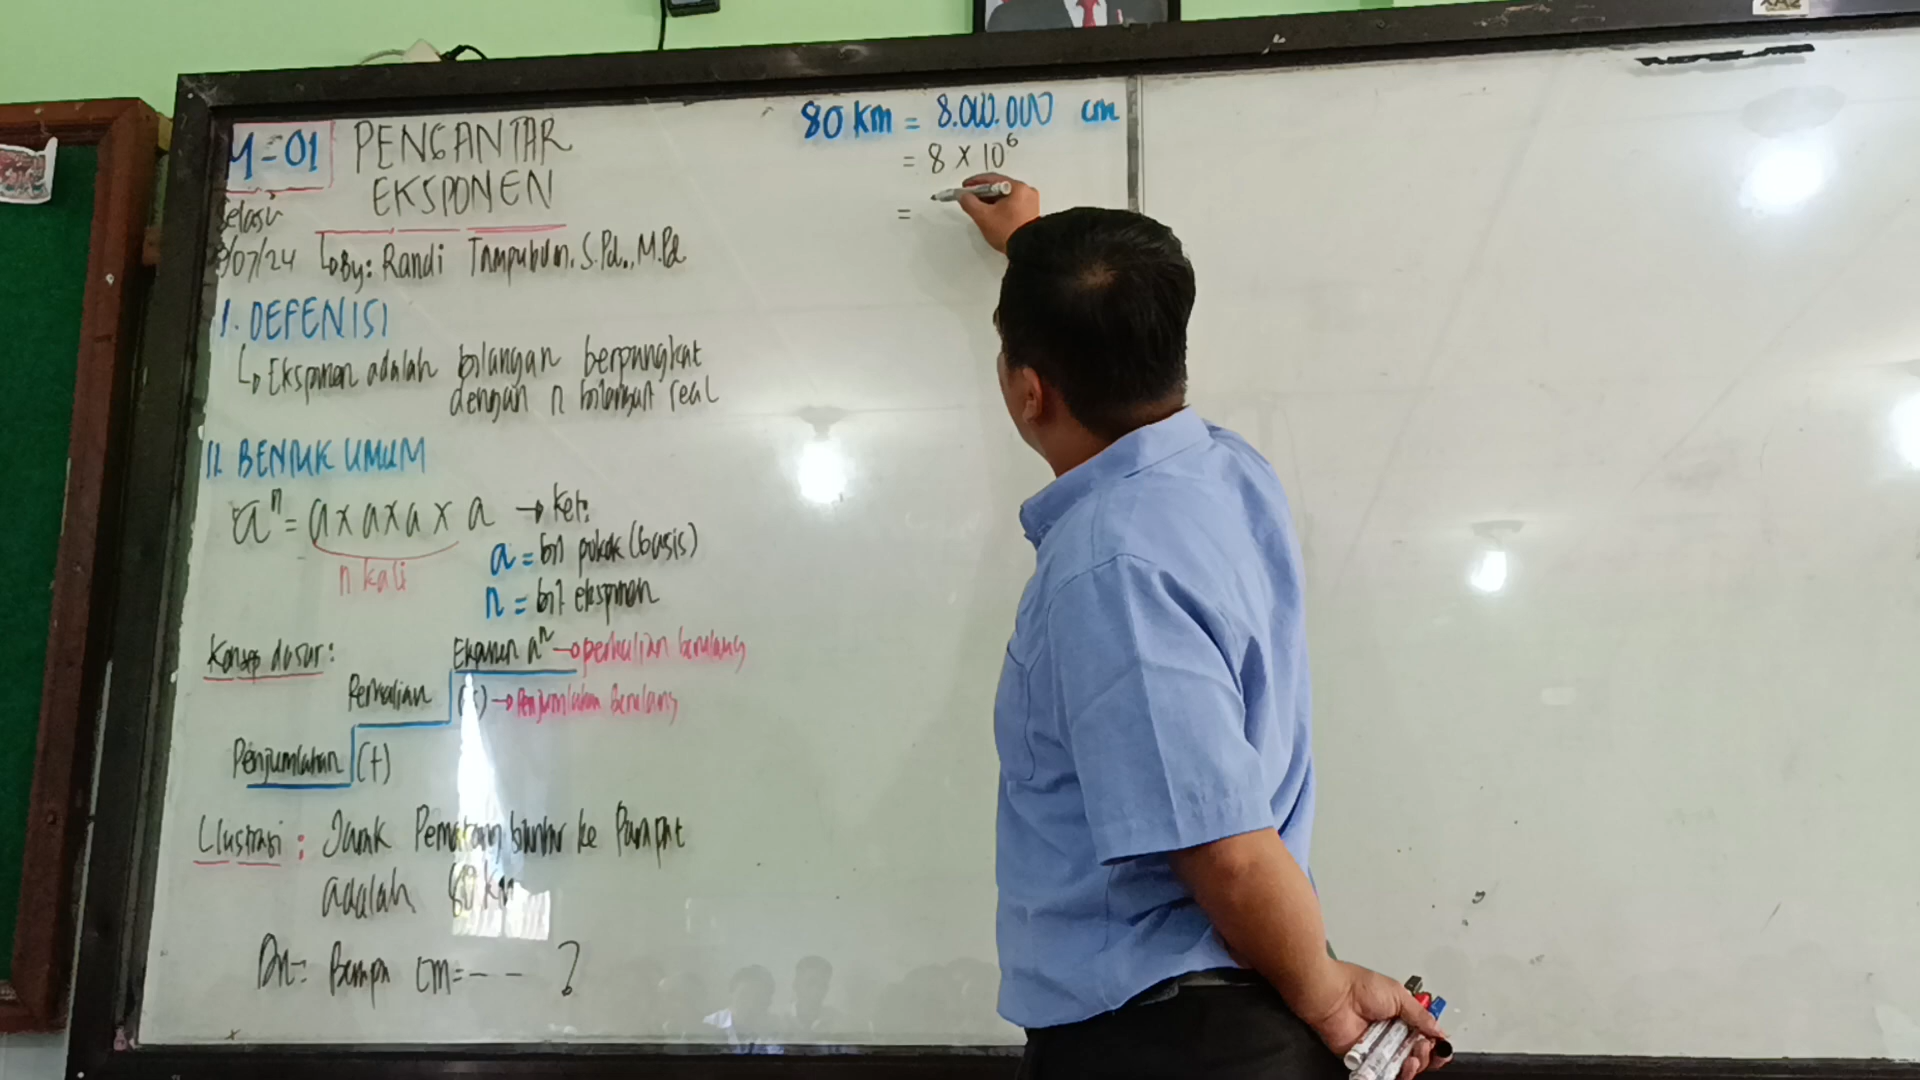 M-01 PENGANTAR
EKSPONEN
Selasa
/07/24 By: Randi Tampubolon, S.Pd., M.Pd
I. DEFENISI
Eksponen adalah bilangan berpangkat
dengan n bilangan real
II. BENTUK UMUM
aⁿ = a x a x a x a → Ket:
n kali
a = bil pokok (basis)
n = bil eksponen
Konsep dasar:
Eksponen aⁿ → perkalian berulang
Perkalian (x) → Penjumlahan berulang
Penjumlahan (+)
Ilustrasi: Jarak Pematang siantar ke Parapat
adalah 80 km
Dit = Berapa cm = - - ?
80 km = 8.000.000 cm
= 8 x 10⁶
=